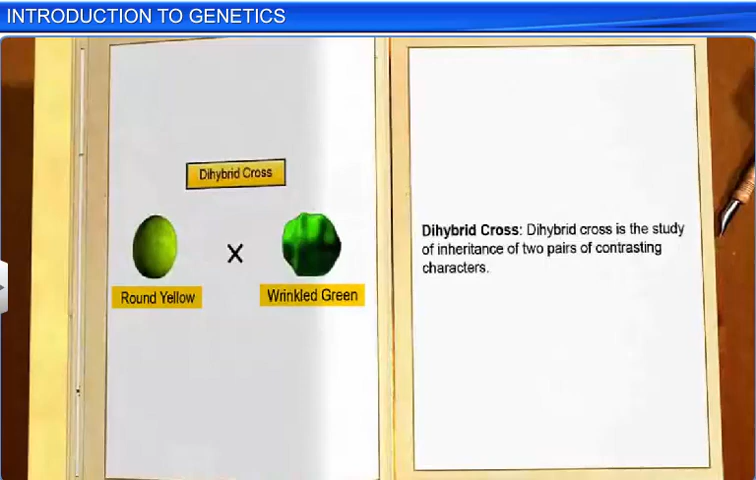 INTRODUCTION TO GENETICS
Dihybrid Cross
X
Round Yellow
Wrinkled Green
Dihybrid Cross: Dihybrid cross is the study
of inheritance of two pairs of contrasting
characters.